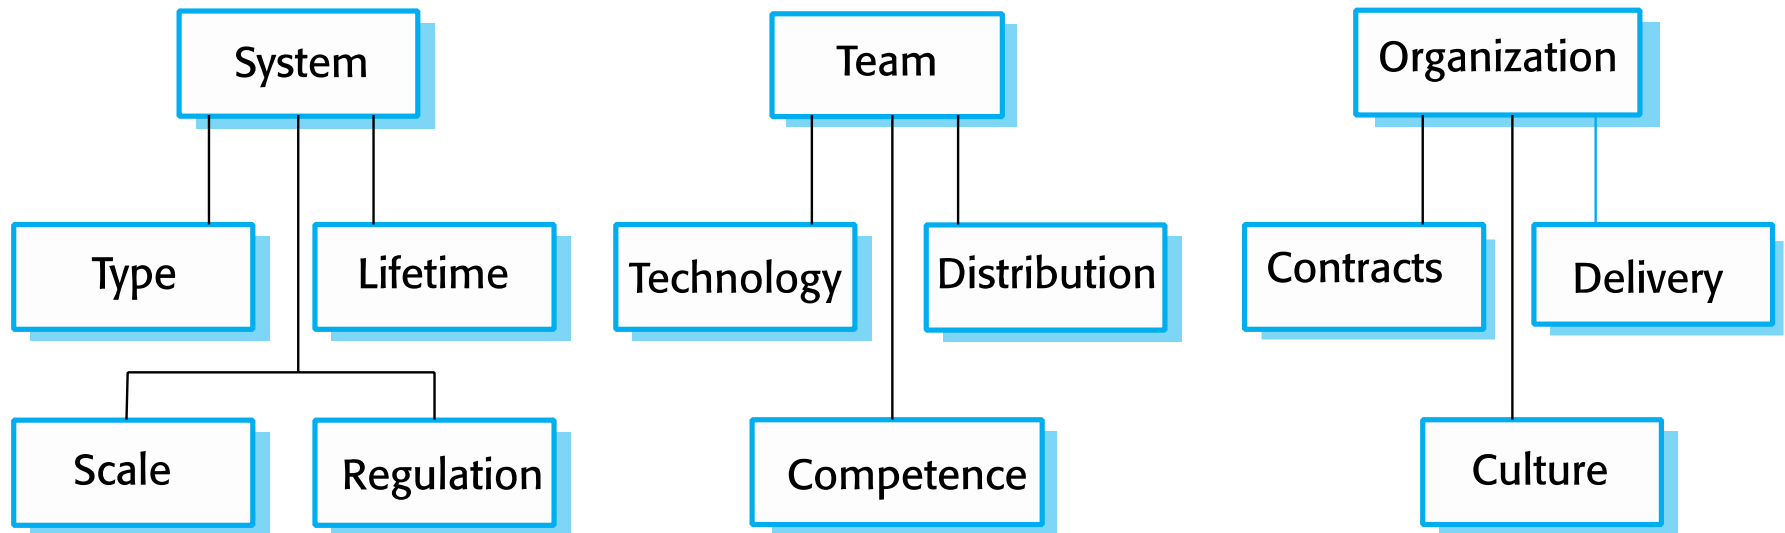 System
Team
Organization
Type
Lifetime
Technology
Distribution
Contracts
Delivery
Scale
Regulation
Competence
Culture